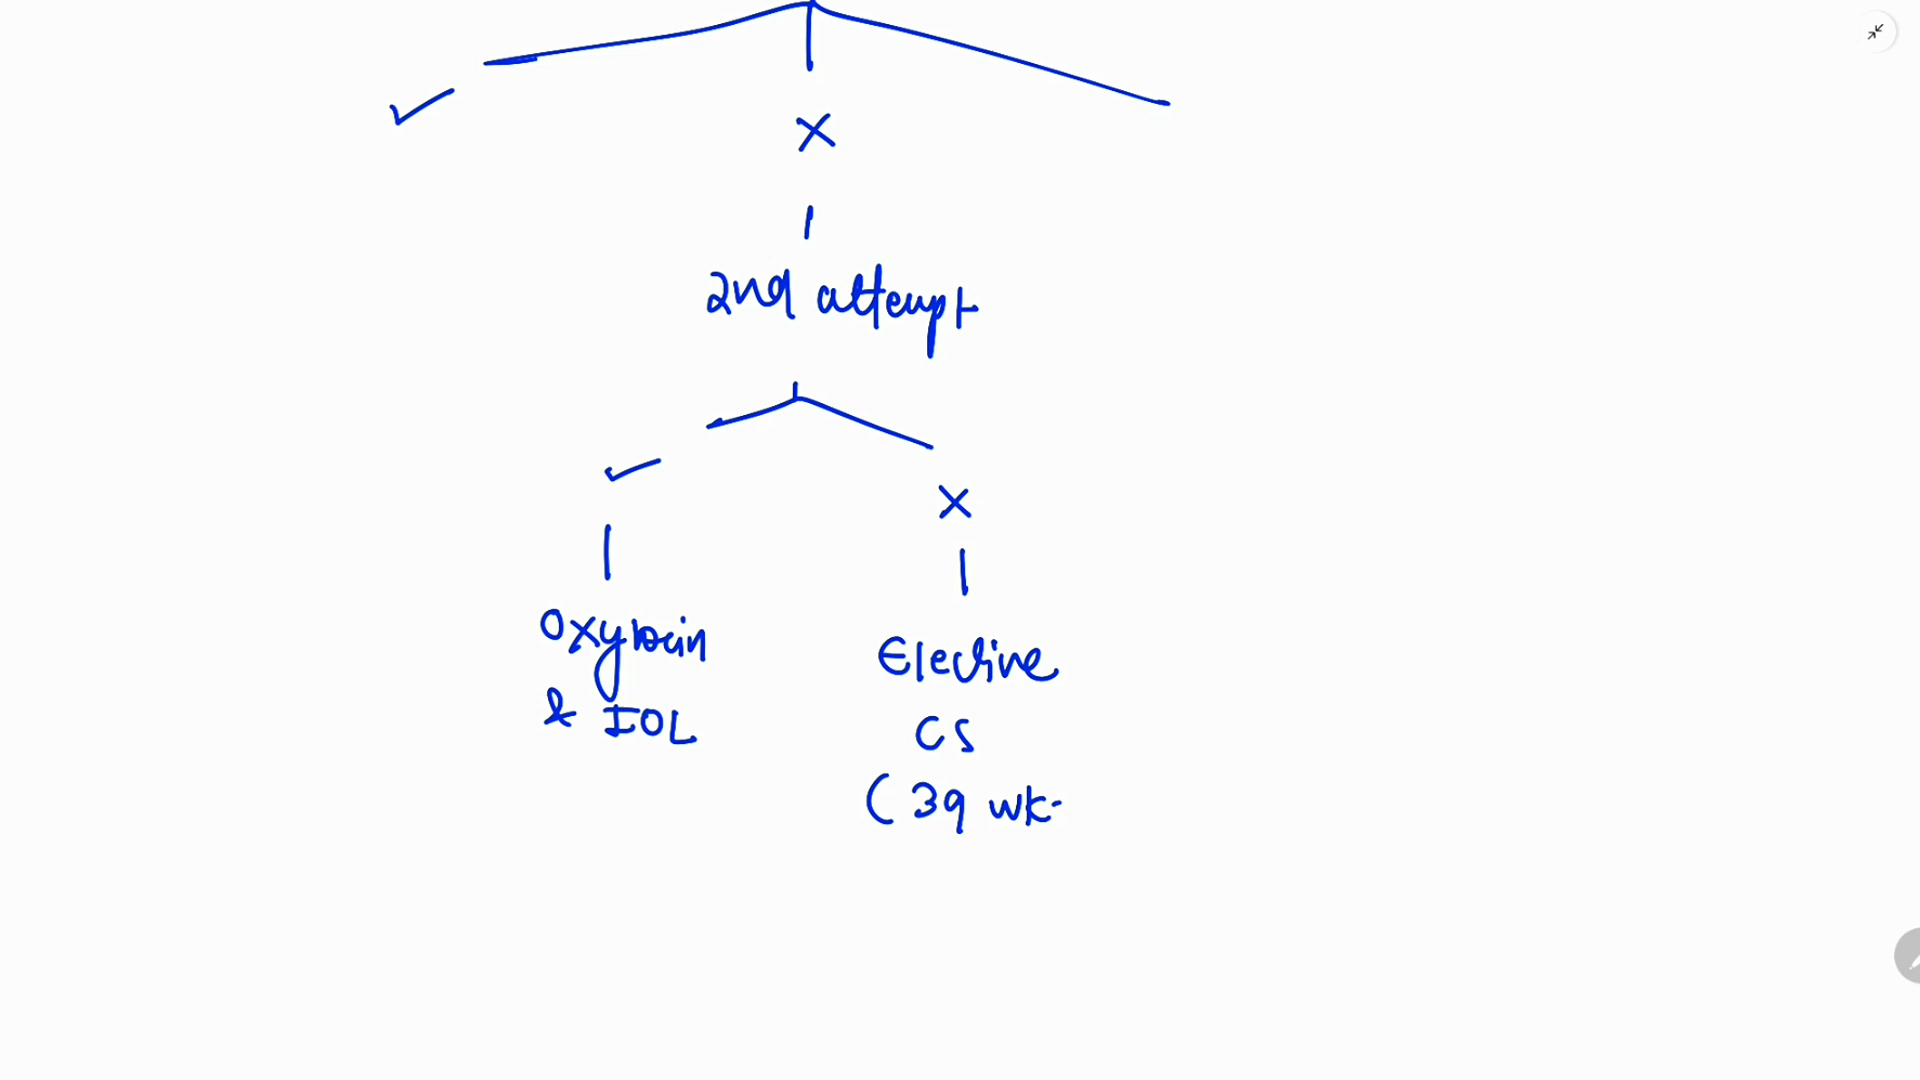 2nd attempt
Oxytocin
& IOL
Elective
CS
(39 wk